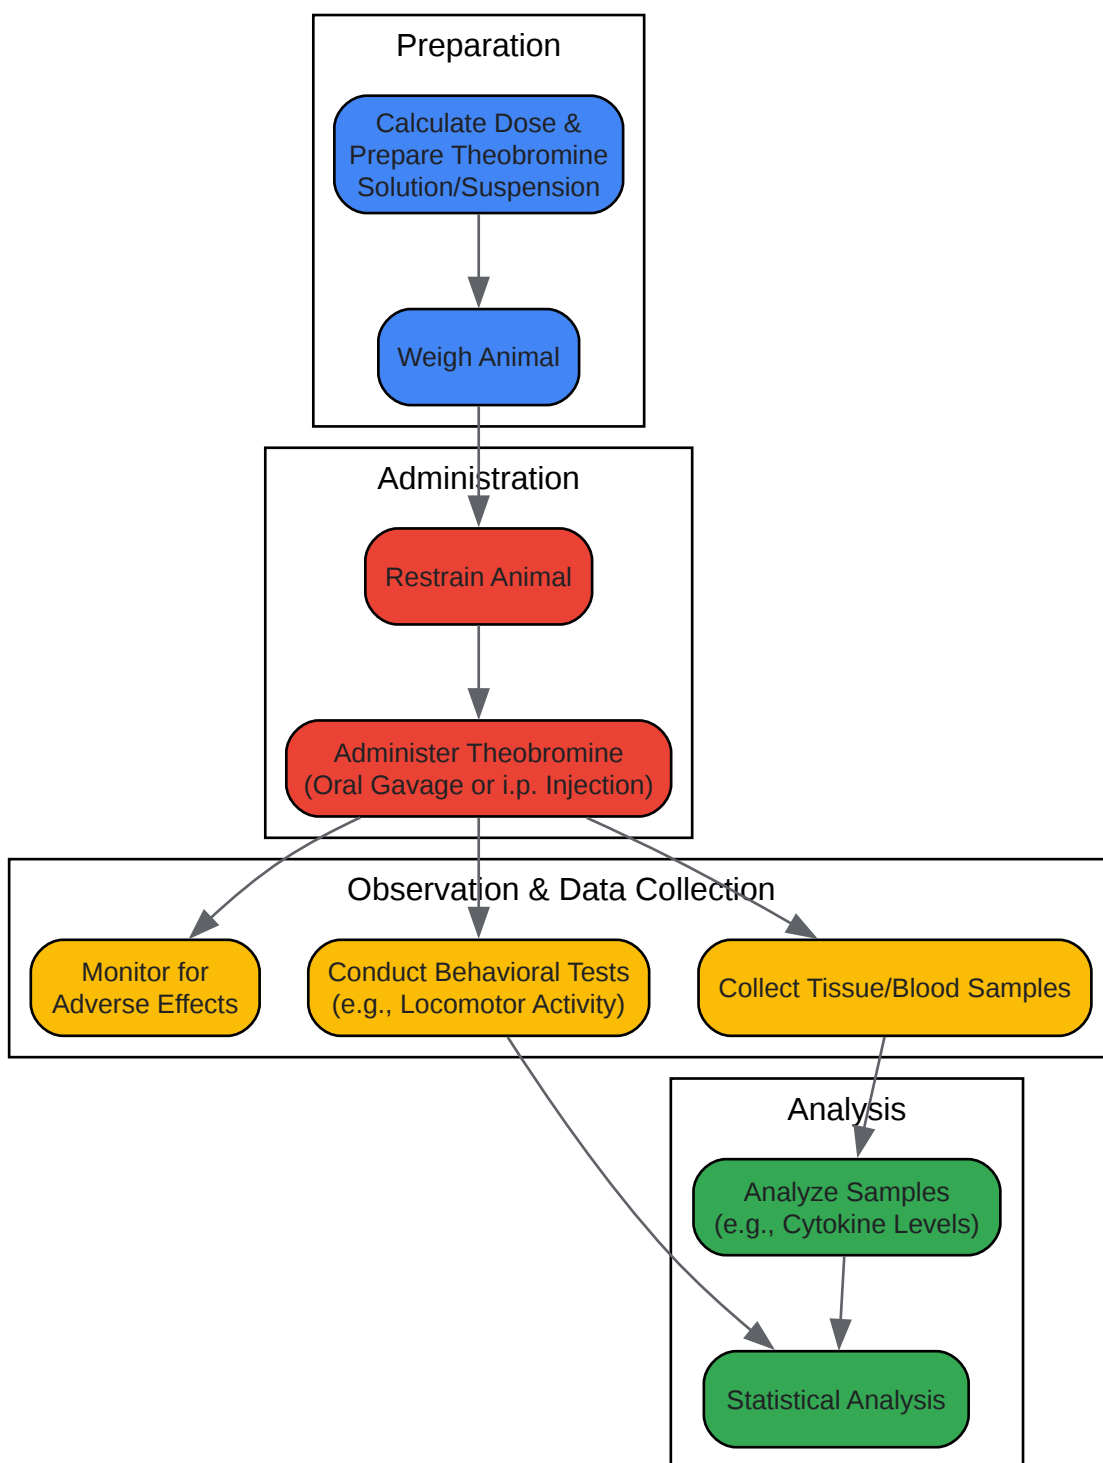 Preparation
Calculate Dose &
Prepare Theobromine
Solution/Suspension
Weigh Animal
Administration
Restrain Animal
Administer Theobromine
(Oral Gavage or i.p. Injection)
Observation & Data Collection
Monitor for
Adverse Effects
Conduct Behavioral Tests
(e.g., Locomotor Activity)
Collect Tissue/Blood Samples
Analysis
Analyze Samples
(e.g., Cytokine Levels)
Statistical Analysis